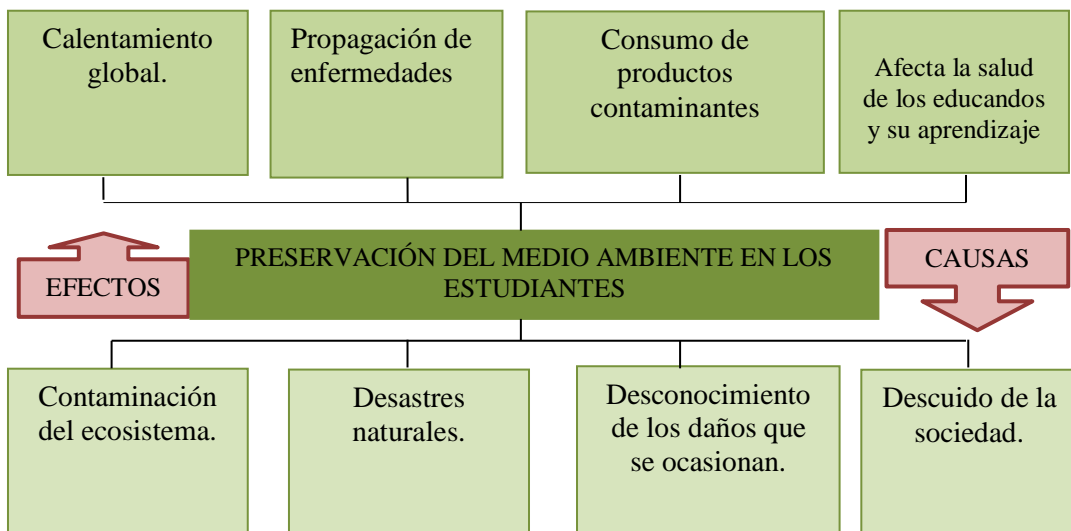 Calentamiento
global.
Propagación de
enfermedades
Consumo de
productos
contaminantes
Afecta la salud
de los educandos
y su aprendizaje
EFECTOS
PRESERVACIÓN DEL MEDIO AMBIENTE EN LOS
ESTUDIANTES
CAUSAS
Contaminación
del ecosistema.
Desastres
naturales.
Desconocimiento
de los daños que
se ocasionan.
Descuido de la
sociedad.